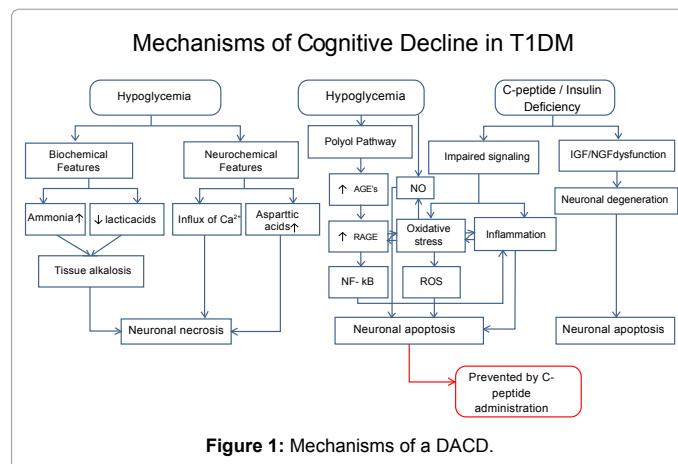 Mechanisms of Cognitive Decline in T1DM
Hypoglycemia
Hypoglycemia
C-peptide / Insulin
Deficiency
Biochemical
Features
Neurochemical
Features
Polyol Pathway
Impaired signaling
IGF/NGFdysfunction
Ammonia↑
↓ lacticacids
Influx of Ca²⁺
Asparttic
acids↑
↑ AGE's
NO
Neuronal degeneration
Tissue alkalosis
↑ RAGE
Oxidative
stress
Inflammation
NF- kB
ROS
Neuronal necrosis
Neuronal apoptosis
Neuronal apoptosis
Prevented by C-
peptide
administration
Figure 1: Mechanisms of a DACD.